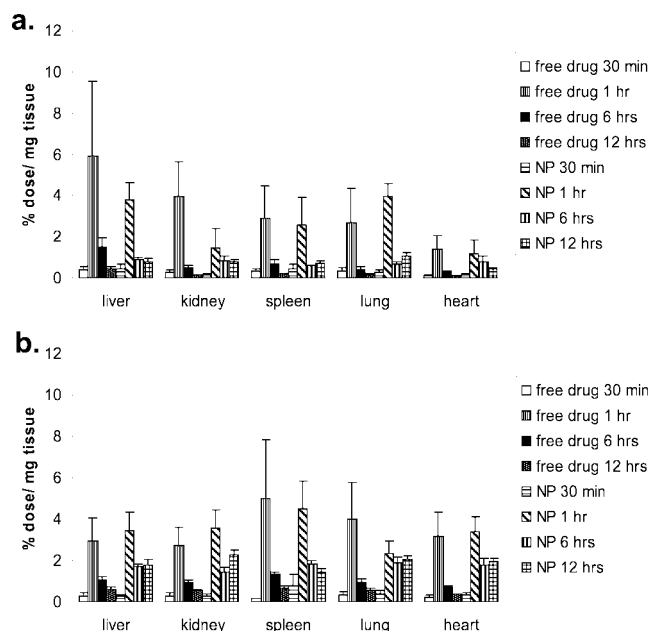 a.
12
10
8
6
4
2
0
% dose/ mg tissue
liver kidney spleen lung heart
free drug 30 min
free drug 1 hr
free drug 6 hrs
free drug 12 hrs
NP 30 min
NP 1 hr
NP 6 hrs
NP 12 hrs
b.
12
10
8
6
4
2
0
% dose/ mg tissue
liver kidney spleen lung heart
free drug 30 min
free drug 1 hr
free drug 6 hrs
free drug 12 hrs
NP 30 min
NP 1 hr
NP 6 hrs
NP 12 hrs